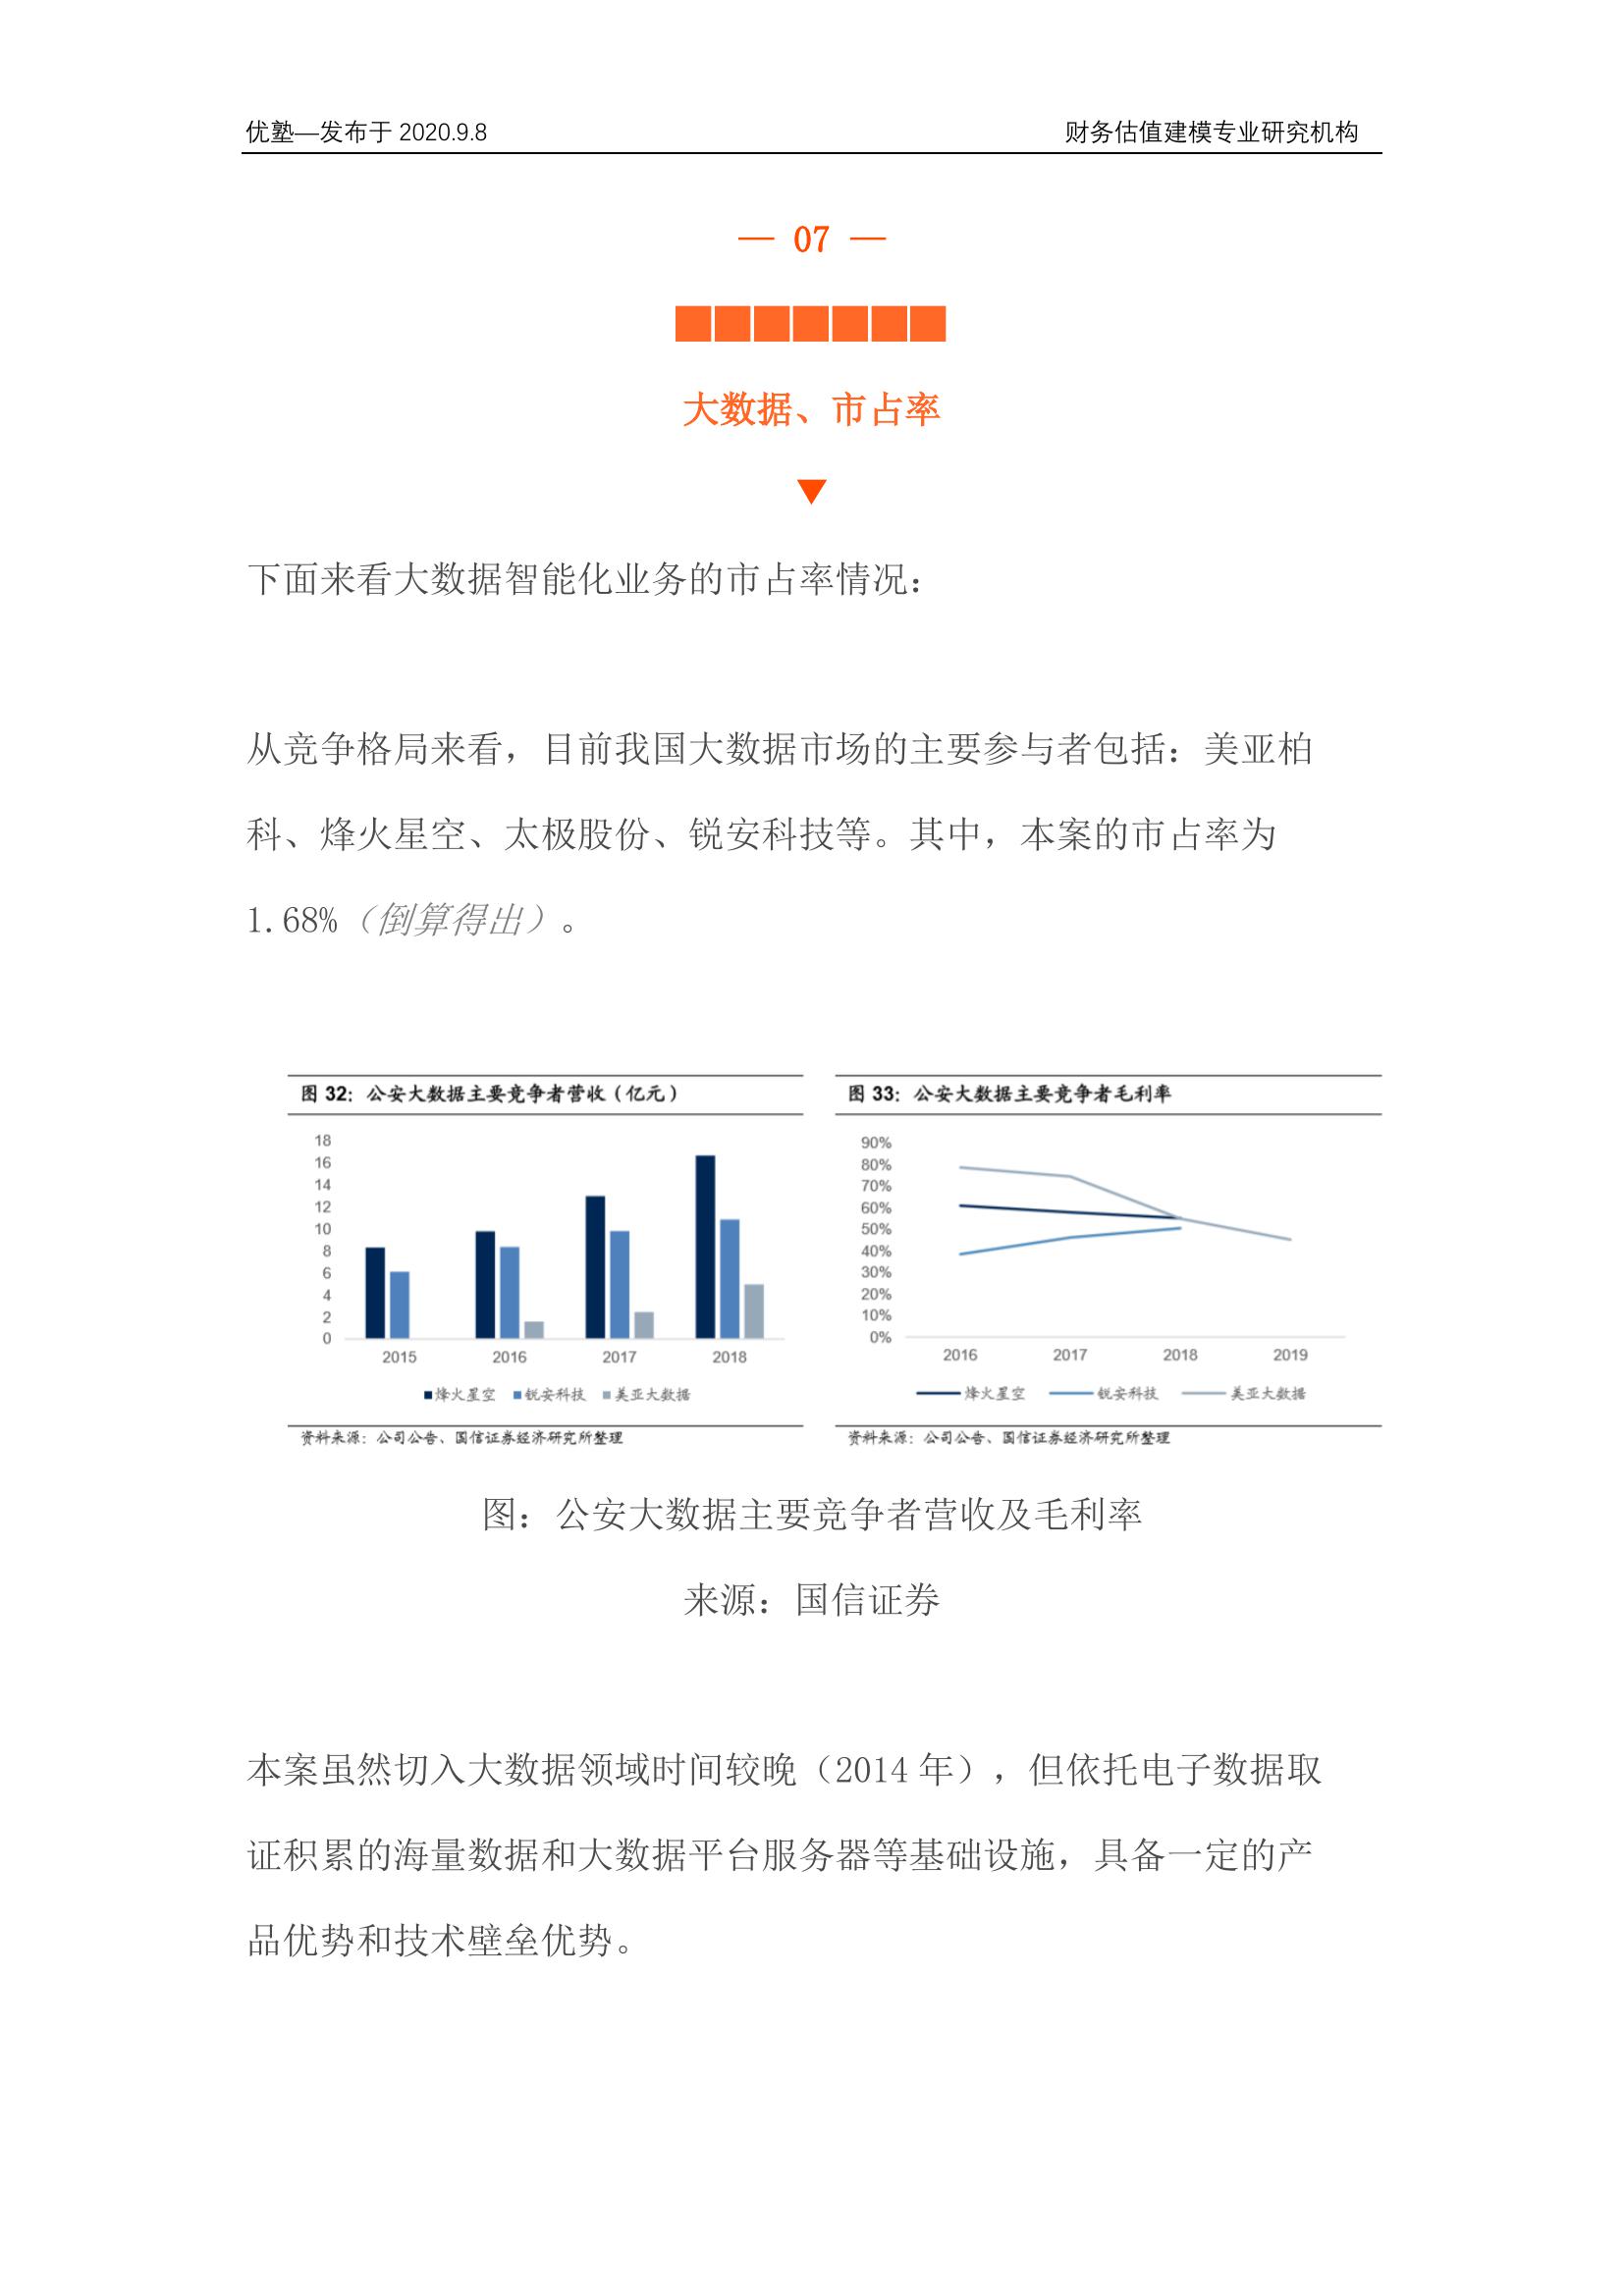 优塾—发布于 2020.9.8
财务估值建模专业研究机构
— 07 —
大数据、市占率
下面来看大数据智能化业务的市占率情况：
从竞争格局来看，目前我国大数据市场的主要参与者包括：美亚柏
科、烽火星空、太极股份、锐安科技等。其中，本案的市占率为
1.68%（倒算得出）。
图 32：公安大数据主要竞争者营收（亿元）
18
16
14
12
10
8
6
4
2
0
2015 2016 2017 2018
烽火星空 锐安科技 美亚大数据
资料来源：公司公告、国信证券经济研究所整理
图 33：公安大数据主要竞争者毛利率
90%
80%
70%
60%
50%
40%
30%
20%
10%
0%
2016 2017 2018 2019
烽火星空 锐安科技 美亚大数据
资料来源：公司公告、国信证券经济研究所整理
图：公安大数据主要竞争者营收及毛利率
来源：国信证券
本案虽然切入大数据领域时间较晚（2014 年），但依托电子数据取
证积累的海量数据和大数据平台服务器等基础设施，具备一定的产
品优势和技术壁垒优势。